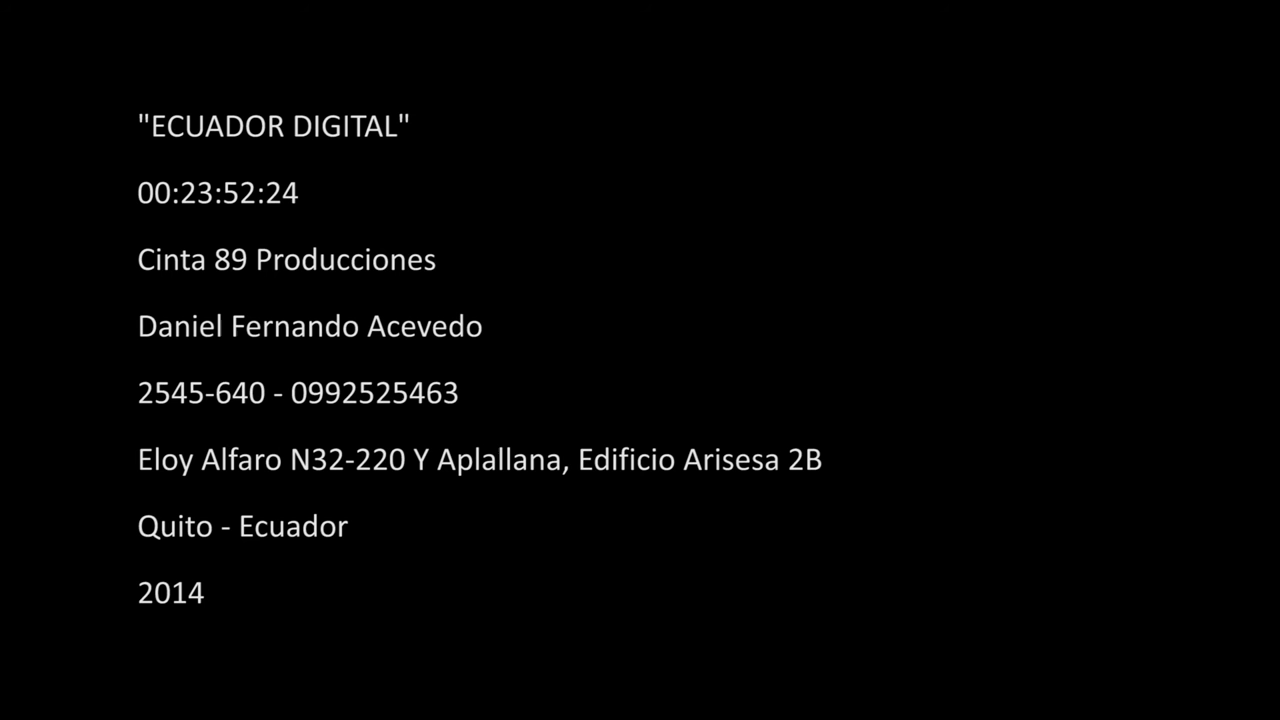 "ECUADOR DIGITAL"
00:23:52:24
Cinta 89 Producciones
Daniel Fernando Acevedo
2545-640 - 0992525463
Eloy Alfaro N32-220 Y Aplallana, Edificio Arisesa 2B
Quito - Ecuador
2014